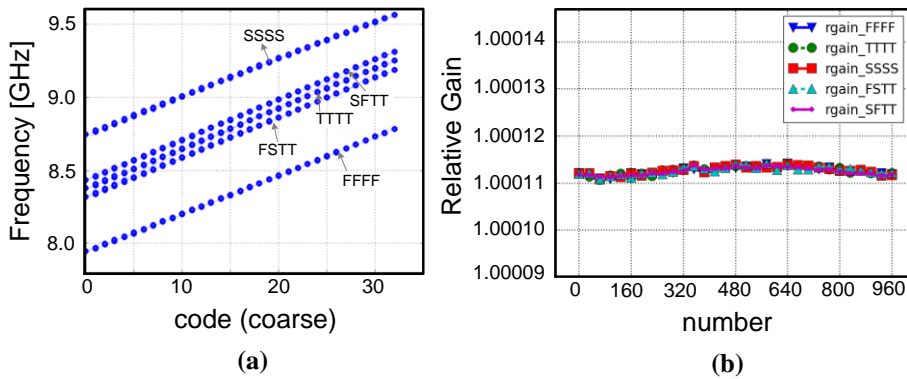 Frequency [GHz]
9.5
9.0
8.5
8.0
SSSS
SFTT
TTTT
FSTT
FFFF
0
10
20
30
code (coarse)
(a)
Relative Gain
1.00014
1.00013
1.00012
1.00011
1.00010
1.00009
rgain_FFFF
rgain_TTTT
rgain_SSSS
rgain_FSTT
rgain_SFTT
0
160
320
480
640
800
960
number
(b)